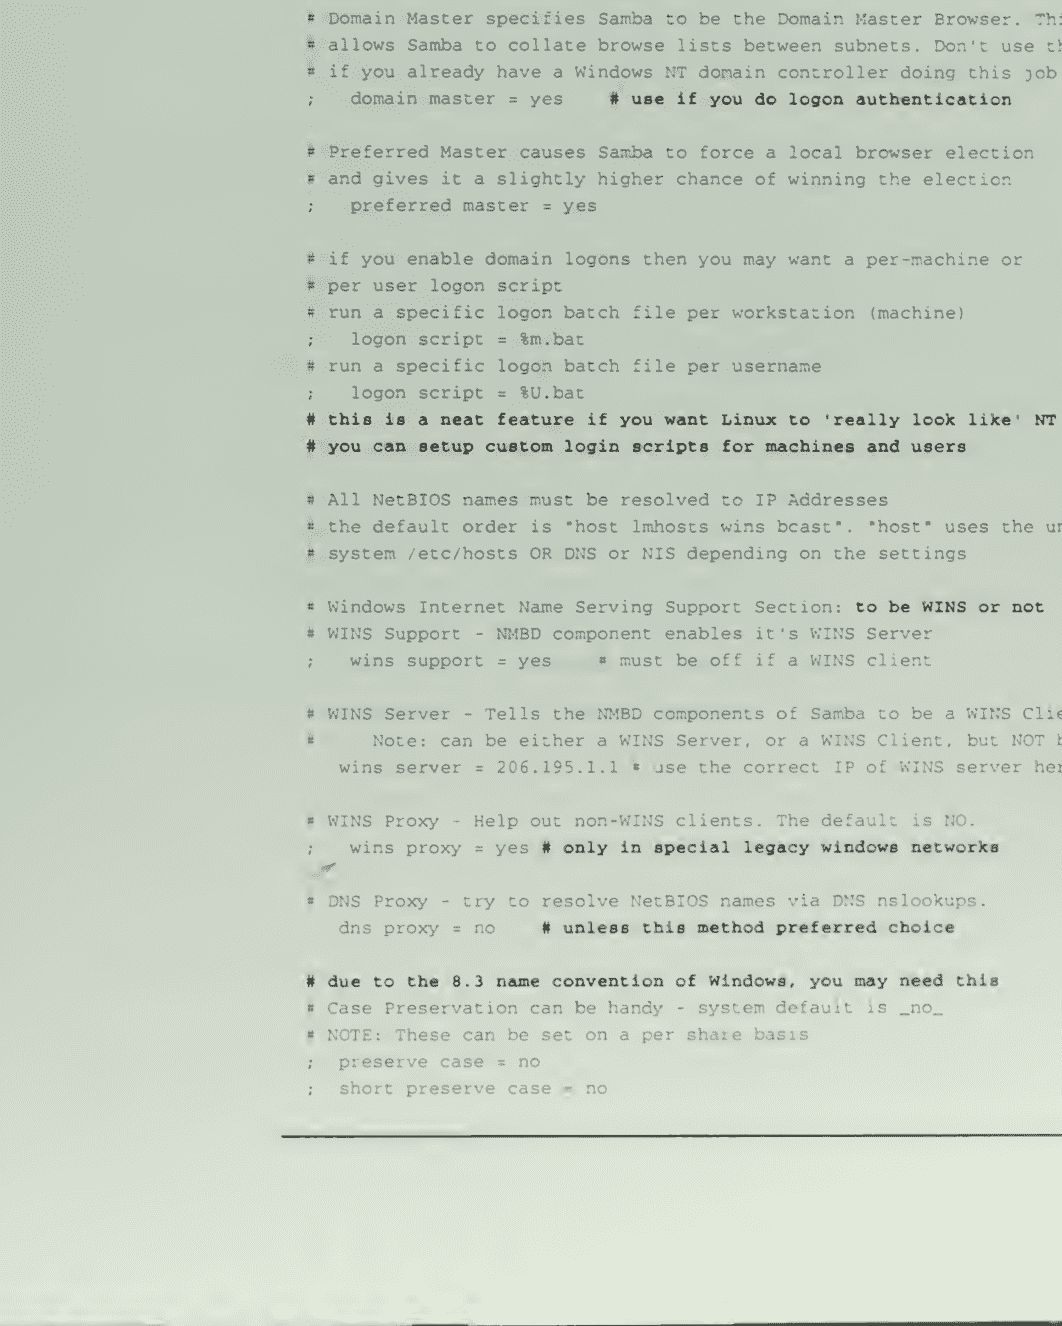 # Domain Master specifies Samba to be the Domain Master Browser.
# allows Samba to collate browse lists between subnets. Don't use
# if you already have a Windows NT domain controller doing this job
;   domain master = yes    # use if you do logon authentication
# Preferred Master causes Samba to force a local browser election
# and gives it a slightly higher chance of winning the election
;   preferred master = yes
# if you enable domain logons then you may want a per-machine or
# per user logon script
# run a specific logon batch file per workstation (machine)
;   logon script = %m.bat
# run a specific logon batch file per username
;   logon script = %U.bat
# this is a neat feature if you want Linux to 'really look like' NT
# you can setup custom login scripts for machines and users
# All NetBIOS names must be resolved to IP Addresses
# the default order is "host lmhosts wins bcast". "host" uses the
# system /etc/hosts OR DNS or NIS depending on the settings
# Windows Internet Name Serving Support Section: to be WINS or not
# WINS Support - NMBD component enables it's WINS Server
;   wins support = yes    # must be off if a WINS client
# WINS Server - Tells the NMBD components of Samba to be a WINS
#     Note: can be either a WINS Server, or a WINS Client, but NOT
wins server = 206.195.1.1 # use the correct IP of WINS server
# WINS Proxy - Help out non-WINS clients. The default is NO.
;   wins proxy = yes # only in special legacy windows networks
# DNS Proxy - try to resolve NetBIOS names via DNS nslookups.
dns proxy = no    # unless this method preferred choice
# due to the 8.3 name convention of Windows, you may need this
# Case Preservation can be handy - system default is _no_
# NOTE: These can be set on a per share basis
;  preserve case = no
;  short preserve case = no